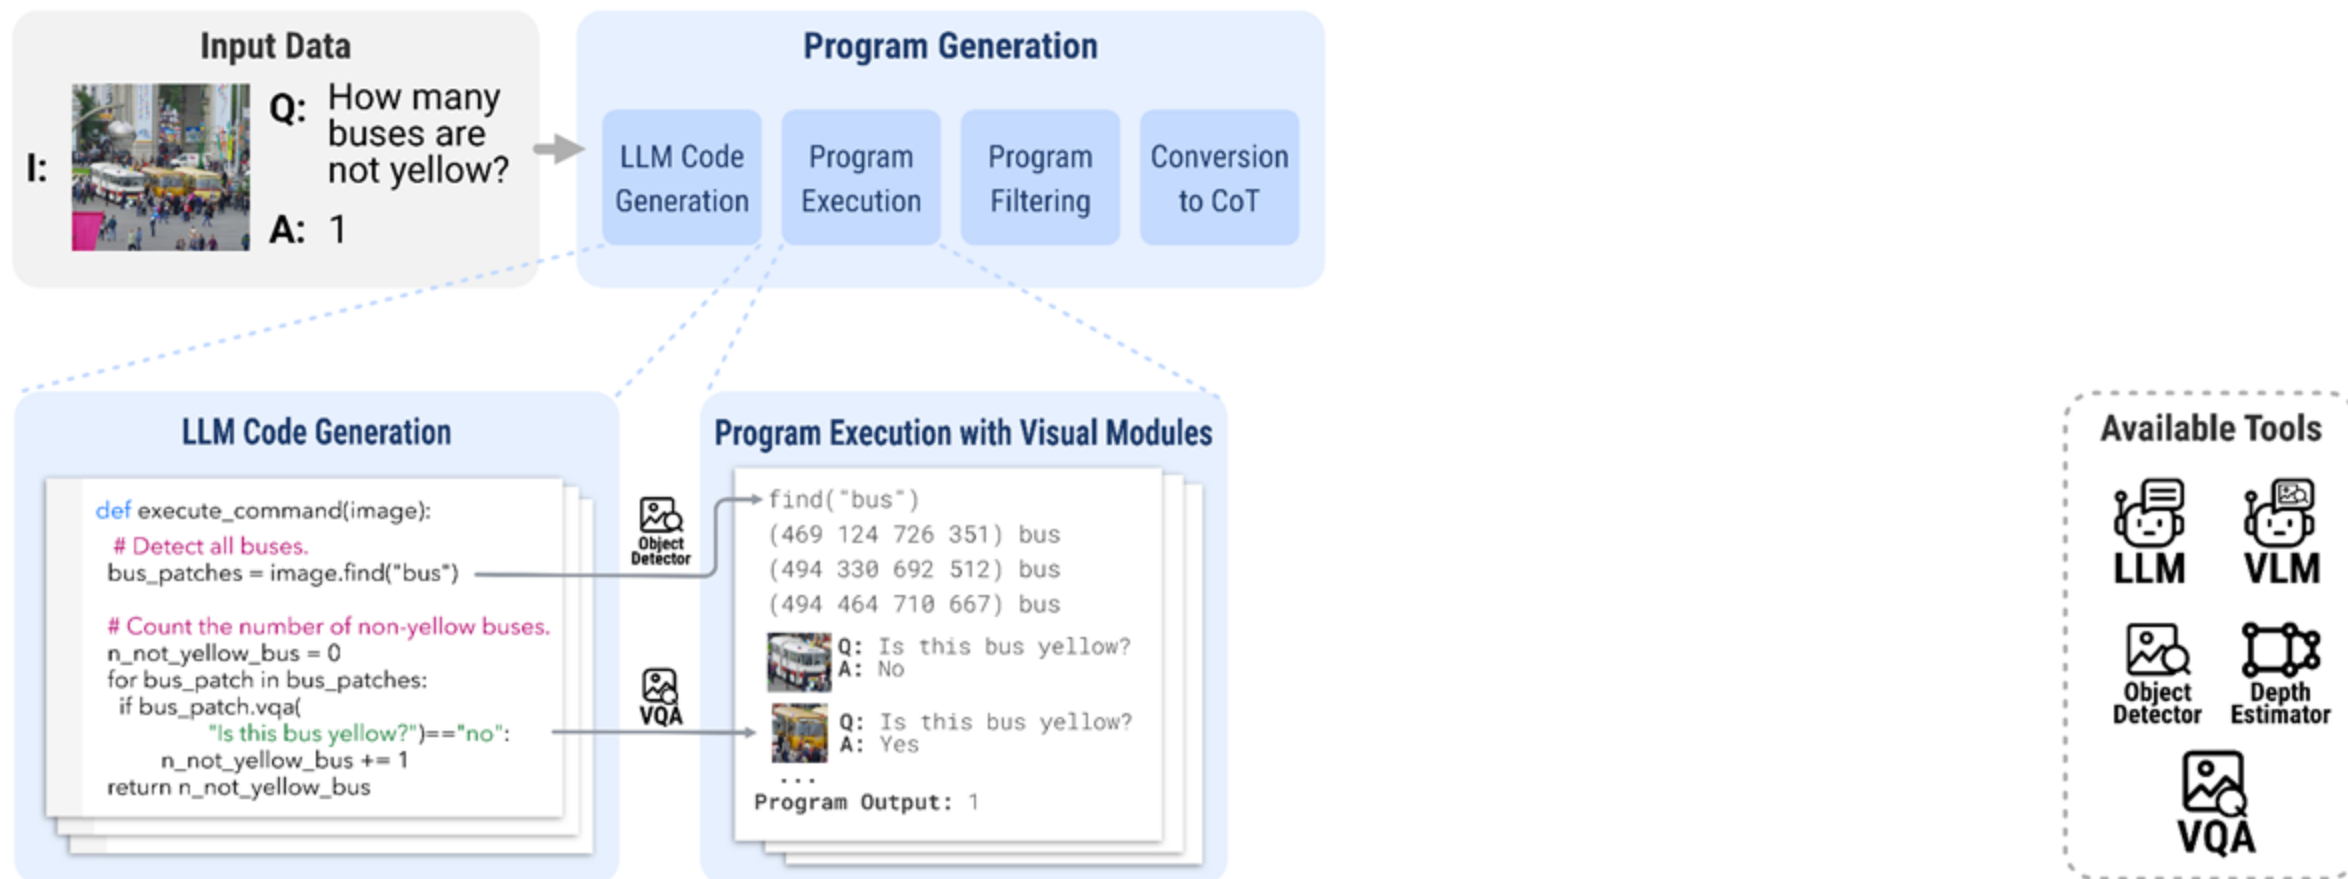 Input Data
I:
Q: How many
buses are
not yellow?
A: 1
Program Generation
LLM Code
Generation
Program
Execution
Program
Filtering
Conversion
to CoT
LLM Code Generation
def execute_command(image):
# Detect all buses.
bus_patches = image.find("bus")
# Count the number of non-yellow buses.
n_not_yellow_bus = 0
for bus_patch in bus_patches:
if bus_patch.vqa(
"Is this bus yellow?")=="no":
n_not_yellow_bus += 1
return n_not_yellow_bus
Object
Detector
VQA
Program Execution with Visual Modules
find("bus")
(469 124 726 351) bus
(494 330 692 512) bus
(494 464 710 667) bus
Q: Is this bus yellow?
A: No
Q: Is this bus yellow?
A: Yes
...
Program Output: 1
Available Tools
LLM
VLM
Object
Detector
Depth
Estimator
VQA